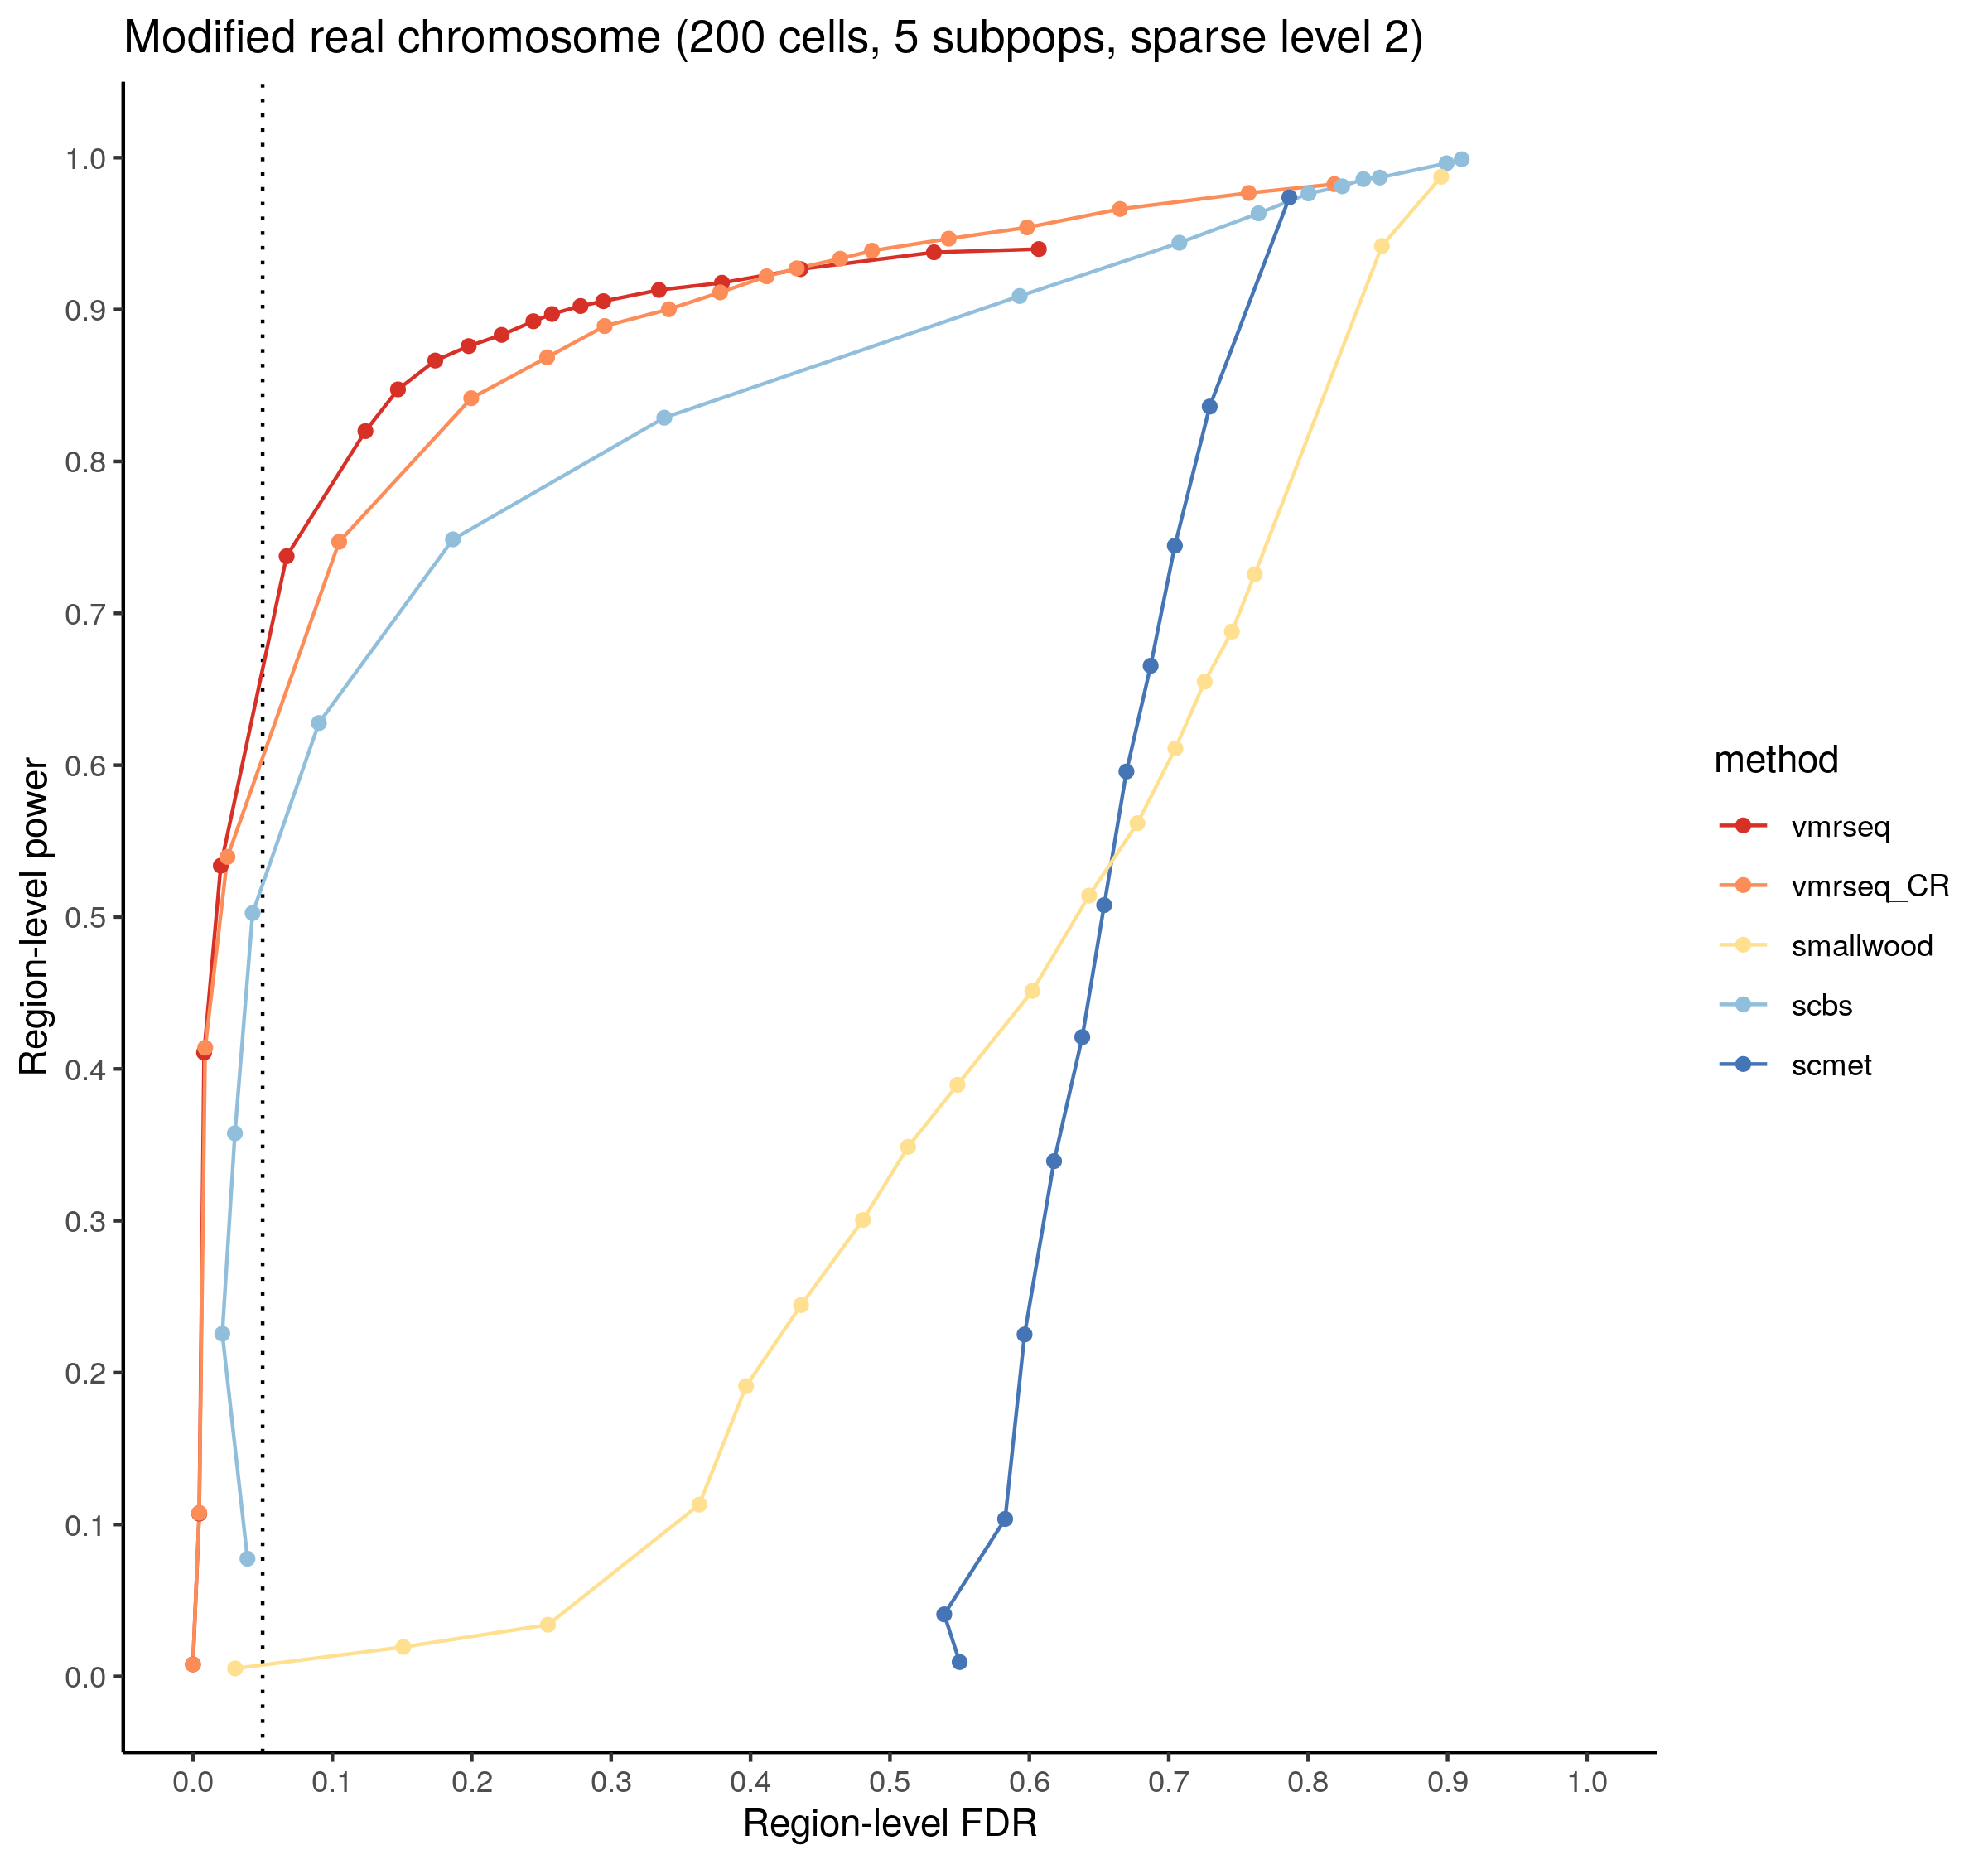 Modified real chromosome (200 cells, 5 subpops, sparse level 2)
Region-level power
1.0
0.9
0.8
0.7
0.6
0.5
0.4
0.3
0.2
0.1
0.0
0.0 0.1 0.2 0.3 0.4 0.5 0.6 0.7 0.8 0.9 1.0
Region-level FDR
method
vmrseq
vmrseq_CR
smallwood
scbs
scmet